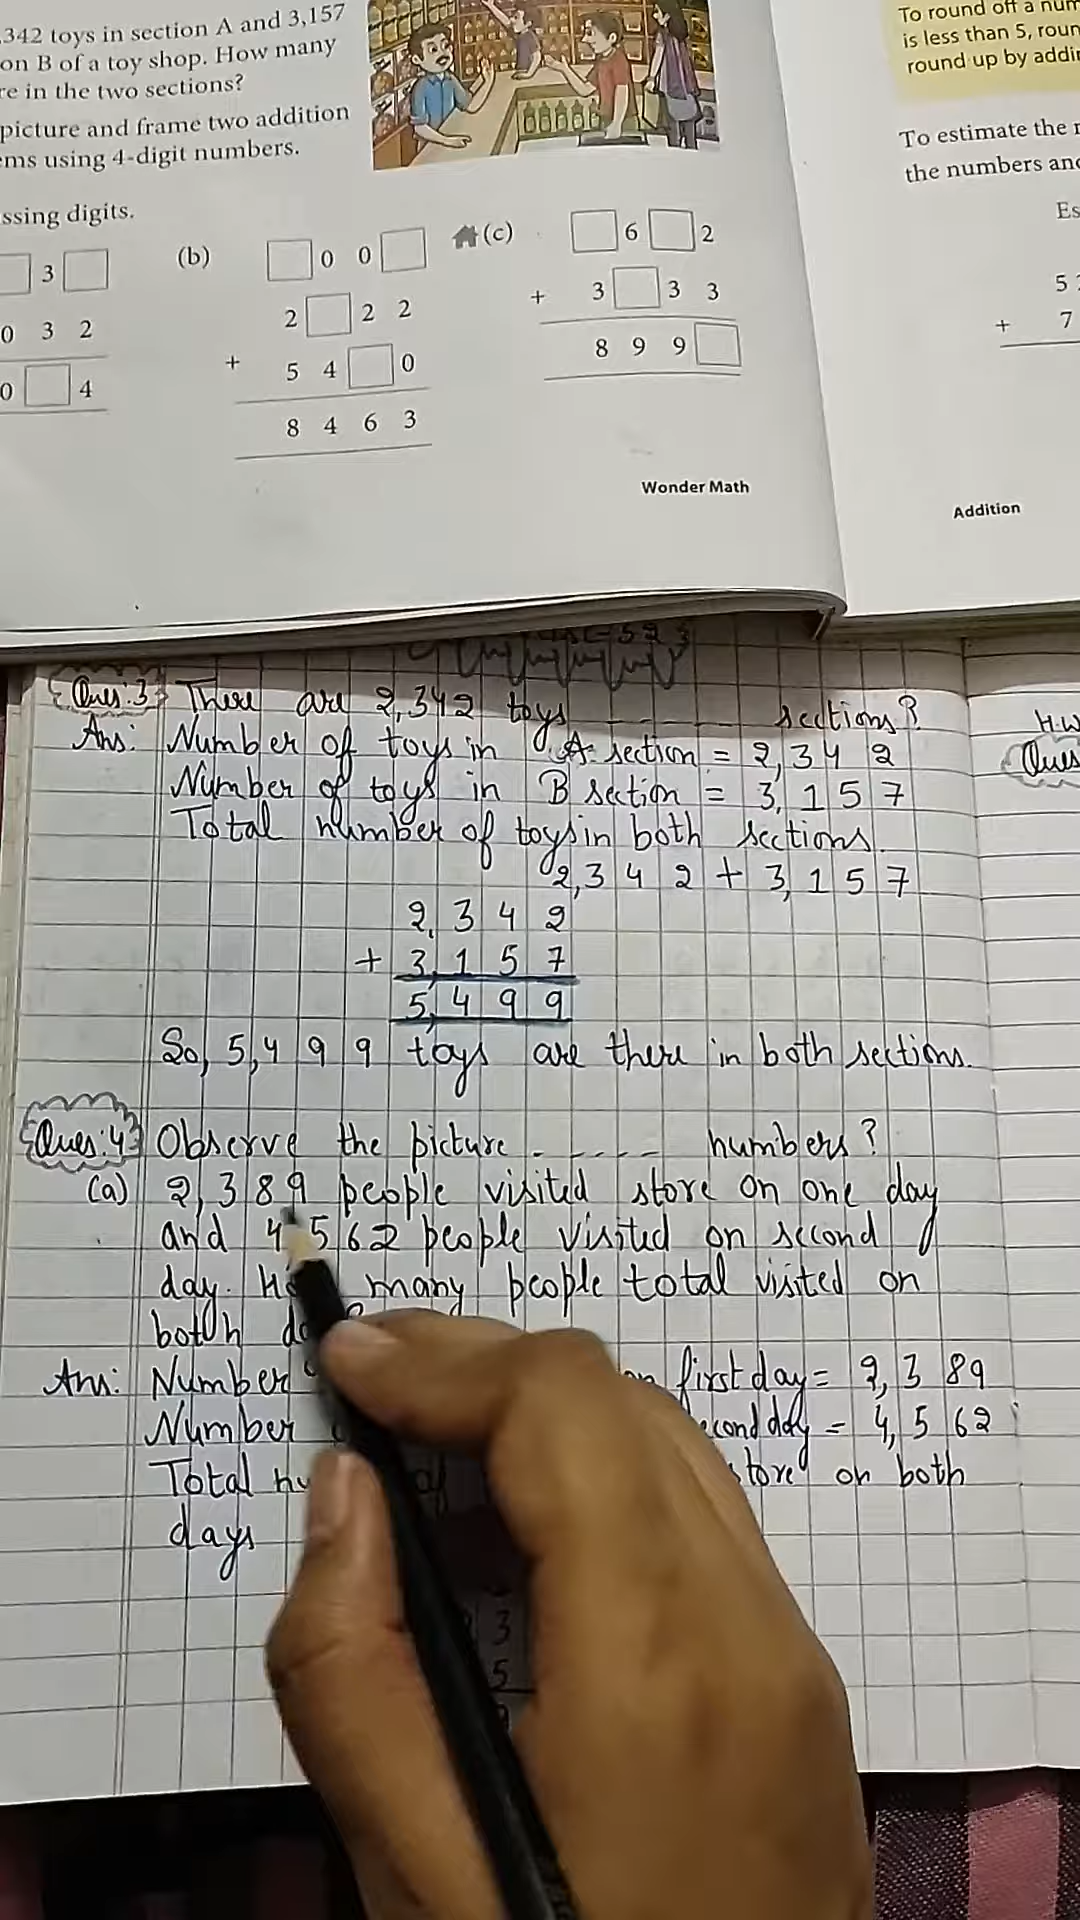 342 toys in section A and 3,157
on B of a toy shop. How many
re in the two sections?
picture and frame two addition
ms using 4-digit numbers.
ssing digits.
3
0 3 2
0 4
(b)
0 0
2 2 2
+ 5 4 0
8 4 6 3
(c)
6 2
+ 3 3 3
8 9 9
Wonder Math
To round off a num
is less than 5, roun
round up by addi
To estimate the
the numbers and
Es
5
+ 7
Addition
Ques:3 There are 2,342 toys ----- sections?
Ans: Number of toys in A section = 2,342
Number of toys in B section = 3,157
Total number of toys in both sections.
2,342 + 3,157
2,342
+ 3,157
5,499
So, 5,499 toys are there in both sections.
Ques:4 Observe the picture ----- numbers?
(a) 2,389 people visited store on one day
and 4,562 people visited on second
day. many people total visited on
both
Ans: Number first day = 2,389
Number second day = 4,562
Total of store on both
days
3
5
H.W
Ques